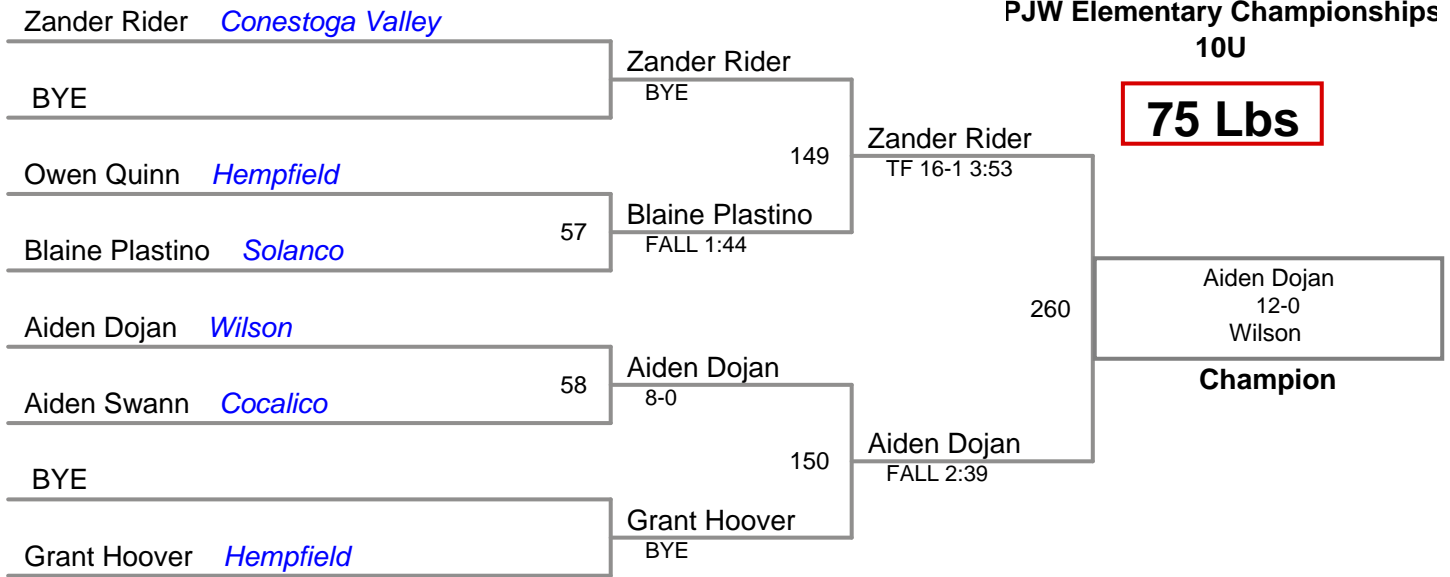 PJW Elementary Championships
10U
75 Lbs
Zander Rider Conestoga Valley
BYE
Owen Quinn Hempfield
Blaine Plastino Solanco
Aiden Dojan Wilson
Aiden Swann Cocalico
BYE
Grant Hoover Hempfield
57
58
Zander Rider
BYE
Blaine Plastino
FALL 1:44
Aiden Dojan
8-0
Grant Hoover
BYE
149
150
Zander Rider
TF 16-1 3:53
Aiden Dojan
FALL 2:39
260
Aiden Dojan
12-0
Wilson
Champion